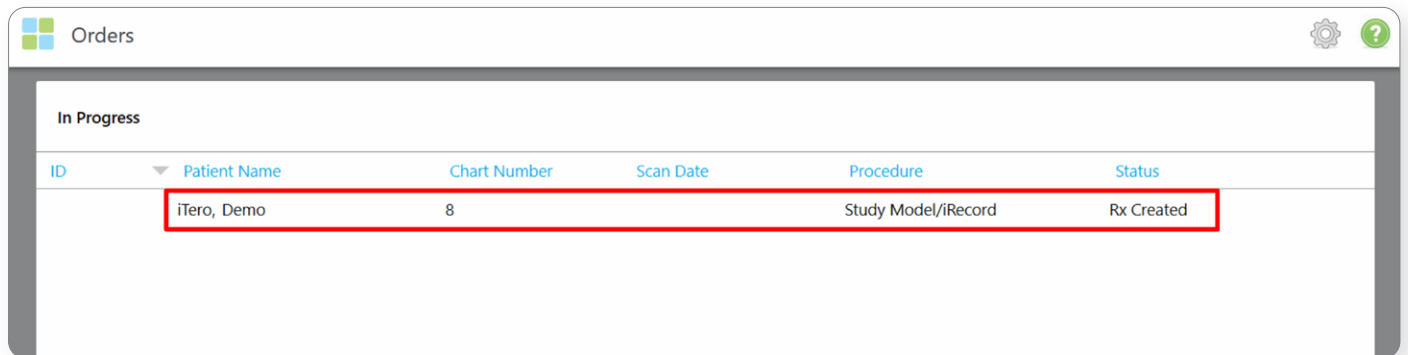 Orders
?
In Progress
ID Patient Name Chart Number Scan Date Procedure Status
iTero, Demo 8 Study Model/iRecord Rx Created